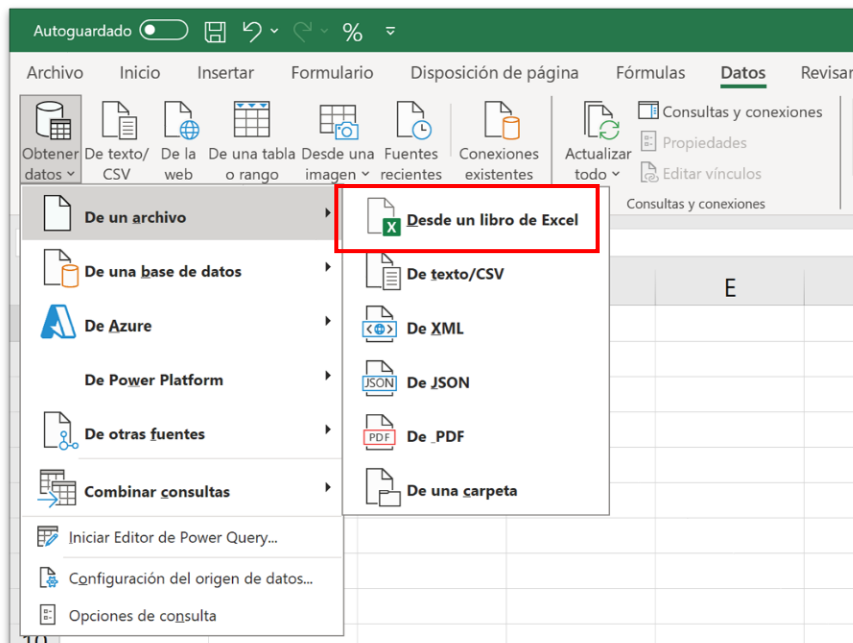 Autoguardado
Archivo Inicio Insertar Formulario Disposición de página Fórmulas Datos Revisar
Obtener datos
De texto/ CSV
De la web
De una tabla o rango
Desde una imagen
Fuentes recientes
Conexiones existentes
Actualizar todo
Consultas y conexiones
Propiedades
Editar vínculos
Consultas y conexiones
De un archivo
De una base de datos
De Azure
De Power Platform
De otras fuentes
Combinar consultas
Iniciar Editor de Power Query...
Configuración del origen de datos...
Opciones de consulta
Desde un libro de Excel
De texto/CSV
De XML
JSON De JSON
PDF De PDF
De una carpeta
E
10